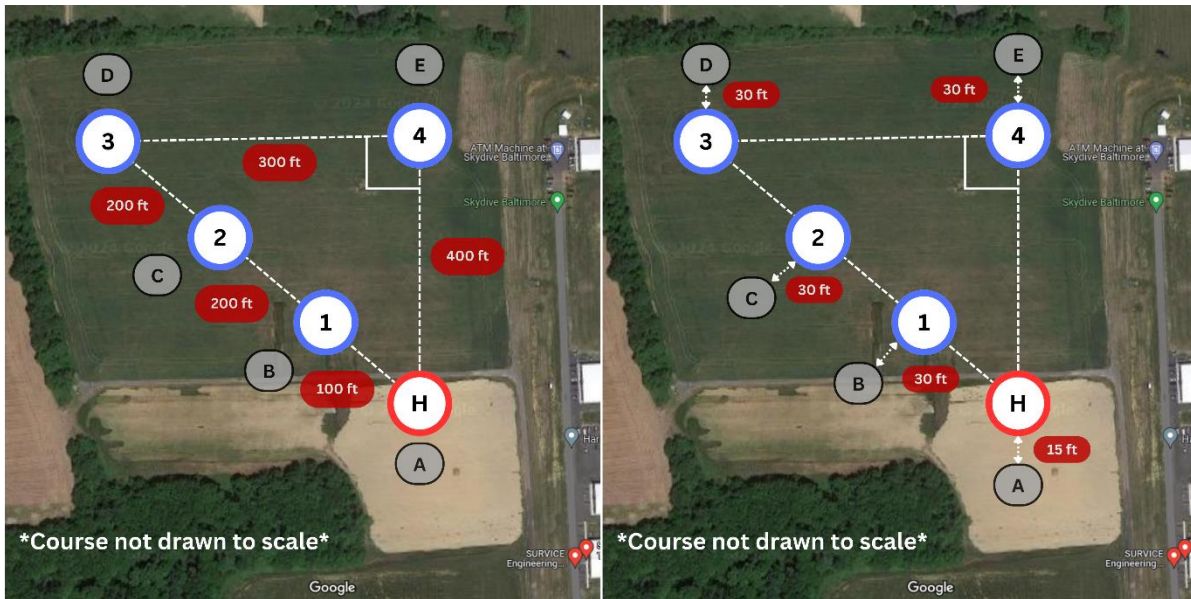 D
E
3
4
300 ft
200 ft
2
C
400 ft
200 ft
1
B
100 ft
H
A
ATM Machine at
Skydive Baltimore
Skydive Baltimore
Har
*Course not drawn to scale*
SURVICE
Engineering...
Google
D
E
30 ft
30 ft
3
4
2
C
30 ft
1
B
30 ft
H
15 ft
A
ATM Machine at
Skydive Baltimore
Skydive Baltimore
Ha
*Course not drawn to scale*
SURVICE
Engineering...
Google